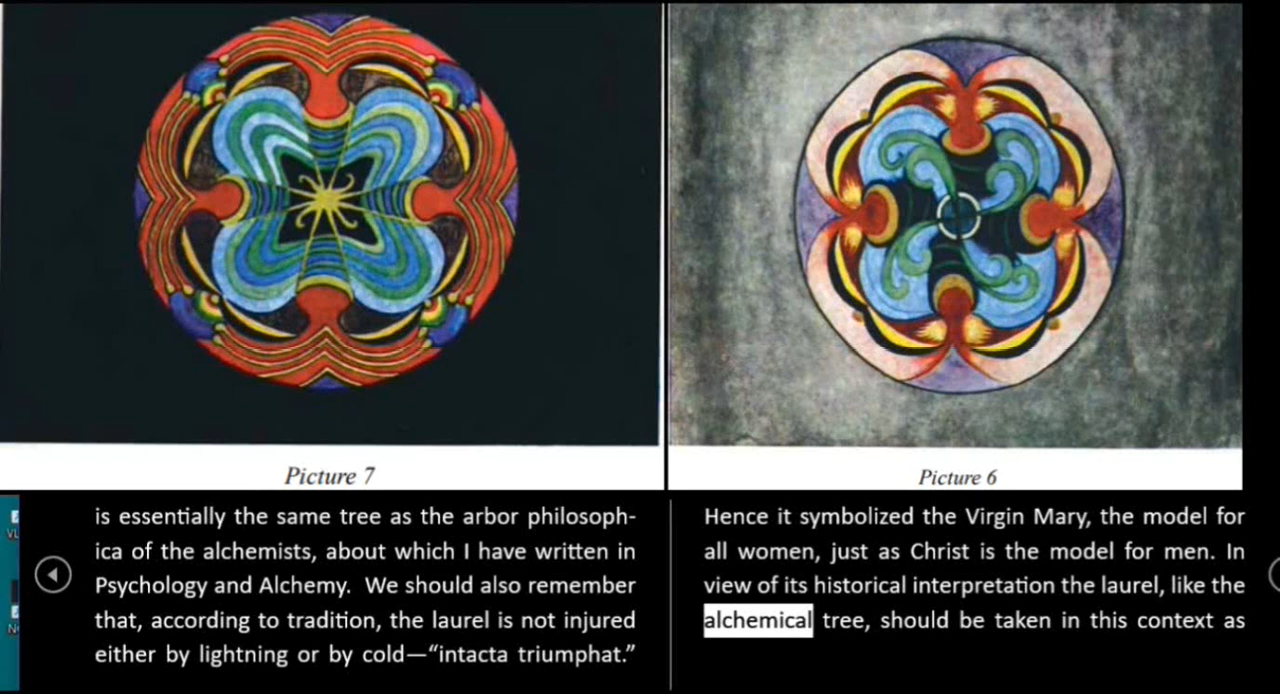 Picture 7
Picture 6
is essentially the same tree as the arbor philosoph-
ica of the alchemists, about which I have written in
Psychology and Alchemy. We should also remember
that, according to tradition, the laurel is not injured
either by lightning or by cold—“intacta triumphat.”
Hence it symbolized the Virgin Mary, the model for
all women, just as Christ is the model for men. In
view of its historical interpretation the laurel, like the
alchemical tree, should be taken in this context as